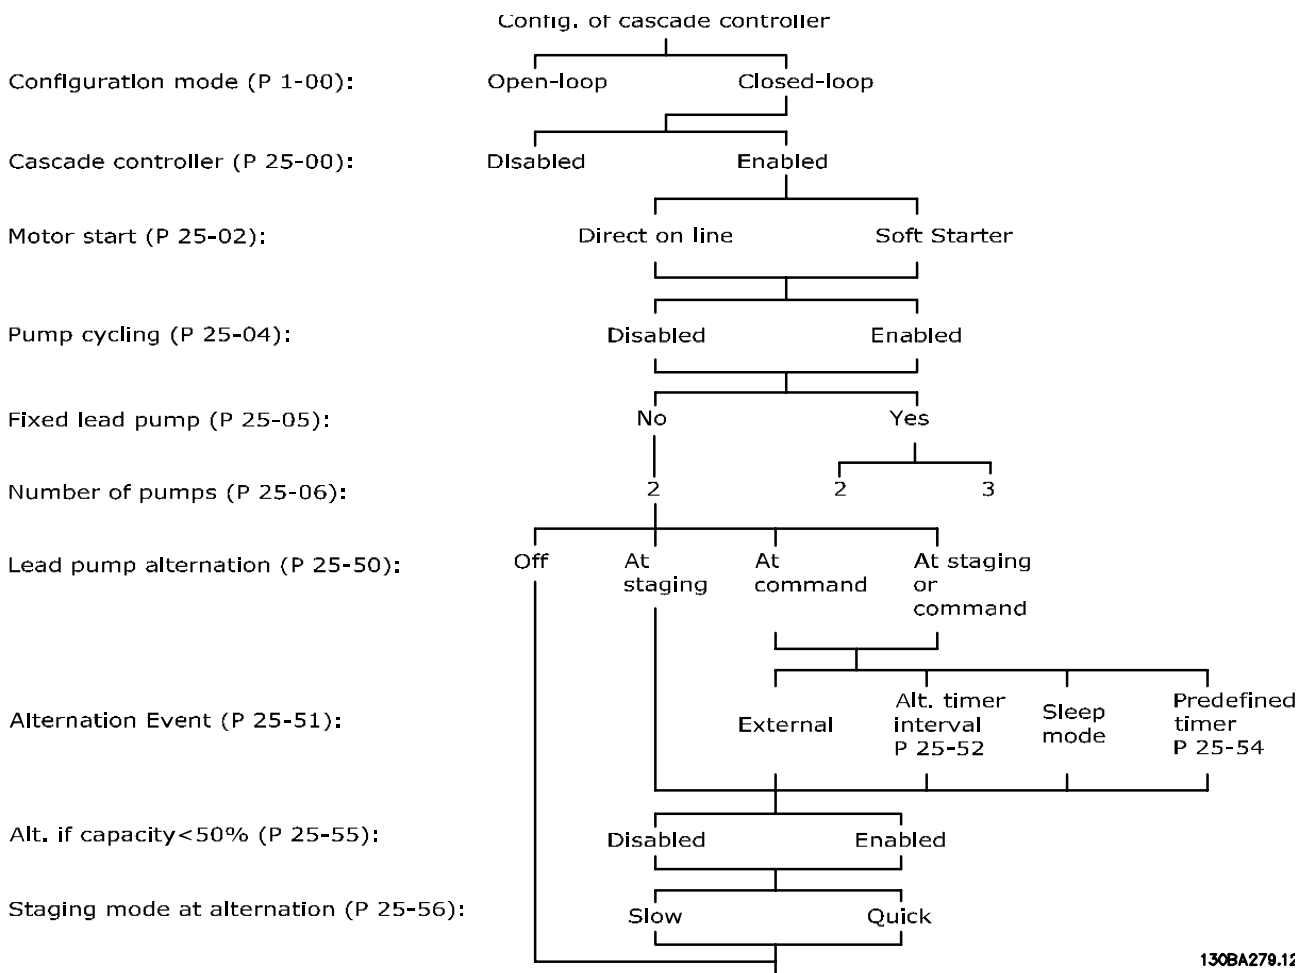 Config. of cascade controller
Configuration mode (P 1-00): Open-loop Closed-loop
Cascade controller (P 25-00): Disabled Enabled
Motor start (P 25-02): Direct on line Soft Starter
Pump cycling (P 25-04): Disabled Enabled
Fixed lead pump (P 25-05): No Yes
Number of pumps (P 25-06): 2 2 3
Lead pump alternation (P 25-50): Off At staging At command At staging or command
Alternation Event (P 25-51): External Alt. timer interval P 25-52 Sleep mode Predefined timer P 25-54
Alt. if capacity<50% (P 25-55): Disabled Enabled
Staging mode at alternation (P 25-56): Slow Quick
130BA279.12